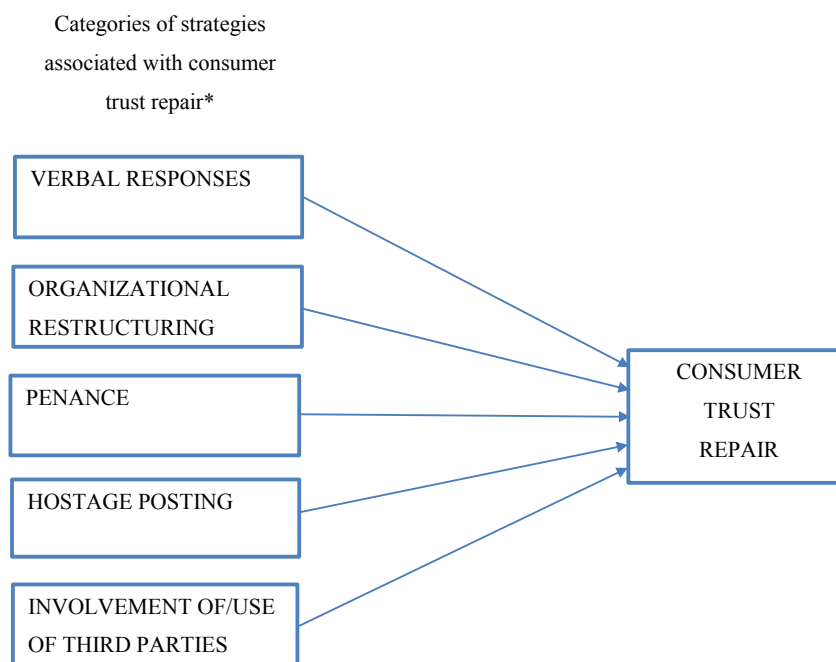 Categories of strategies
associated with consumer
trust repair*
VERBAL RESPONSES
ORGANIZATIONAL
RESTRUCTURING
PENANCE
HOSTAGE POSTING
INVOLVEMENT OF/USE
OF THIRD PARTIES
CONSUMER
TRUST
REPAIR